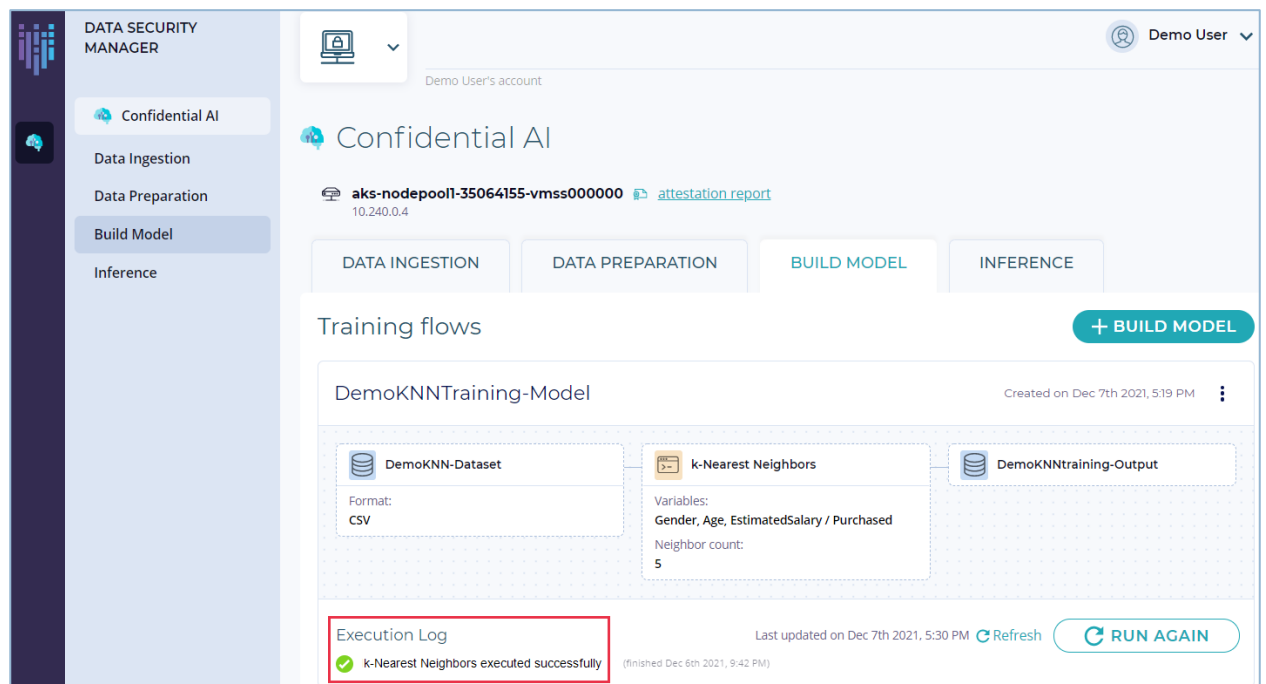 DATA SECURITY
MANAGER
Demo User
Demo User's account
Confidential AI
Data Ingestion
Data Preparation
Build Model
Inference
Confidential AI
aks-nodepool1-35064155-vmss000000 attestation report
10.240.0.4
DATA INGESTION DATA PREPARATION BUILD MODEL INFERENCE
Training flows
+ BUILD MODEL
DemoKNNTraining-Model
Created on Dec 7th 2021, 5:19 PM
DemoKNN-Dataset
Format:
CSV
k-Nearest Neighbors
Variables:
Gender, Age, EstimatedSalary / Purchased
Neighbor count:
5
DemoKNNtraining-Output
Execution Log
Last updated on Dec 7th 2021, 5:30 PM Refresh RUN AGAIN
k-Nearest Neighbors executed successfully (finished Dec 6th 2021, 9:42 PM)